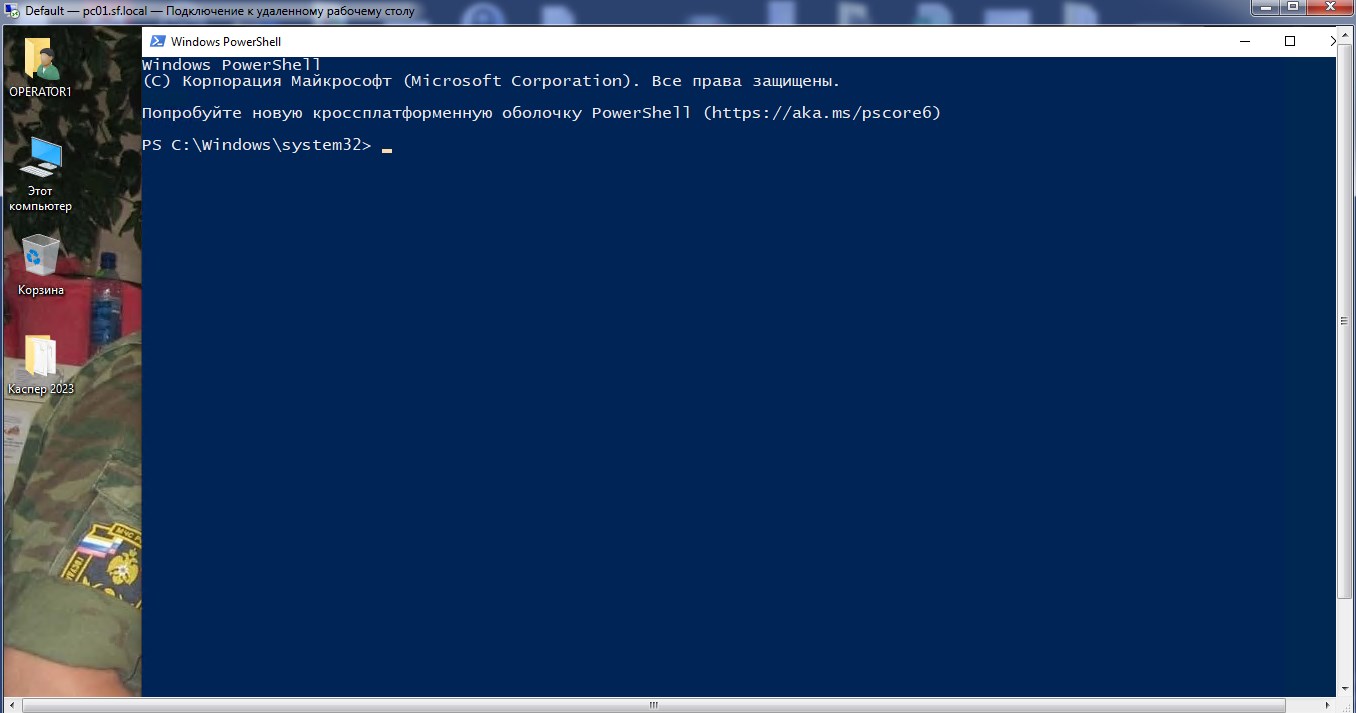 Default — pc01.sf.local — Подключение к удаленному рабочему столу
Windows PowerShell
OPERATOR1
Этот
компьютер
Корзина
Каспер 2023
Windows PowerShell
(C) Корпорация Майкрософт (Microsoft Corporation). Все права защищены.
Попробуйте новую кроссплатформенную оболочку PowerShell (https://aka.ms/pscore6)
PS C:\Windows\system32>
МЧС